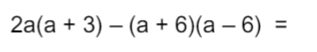 2a(a + 3) – (a + 6)(a – 6) =